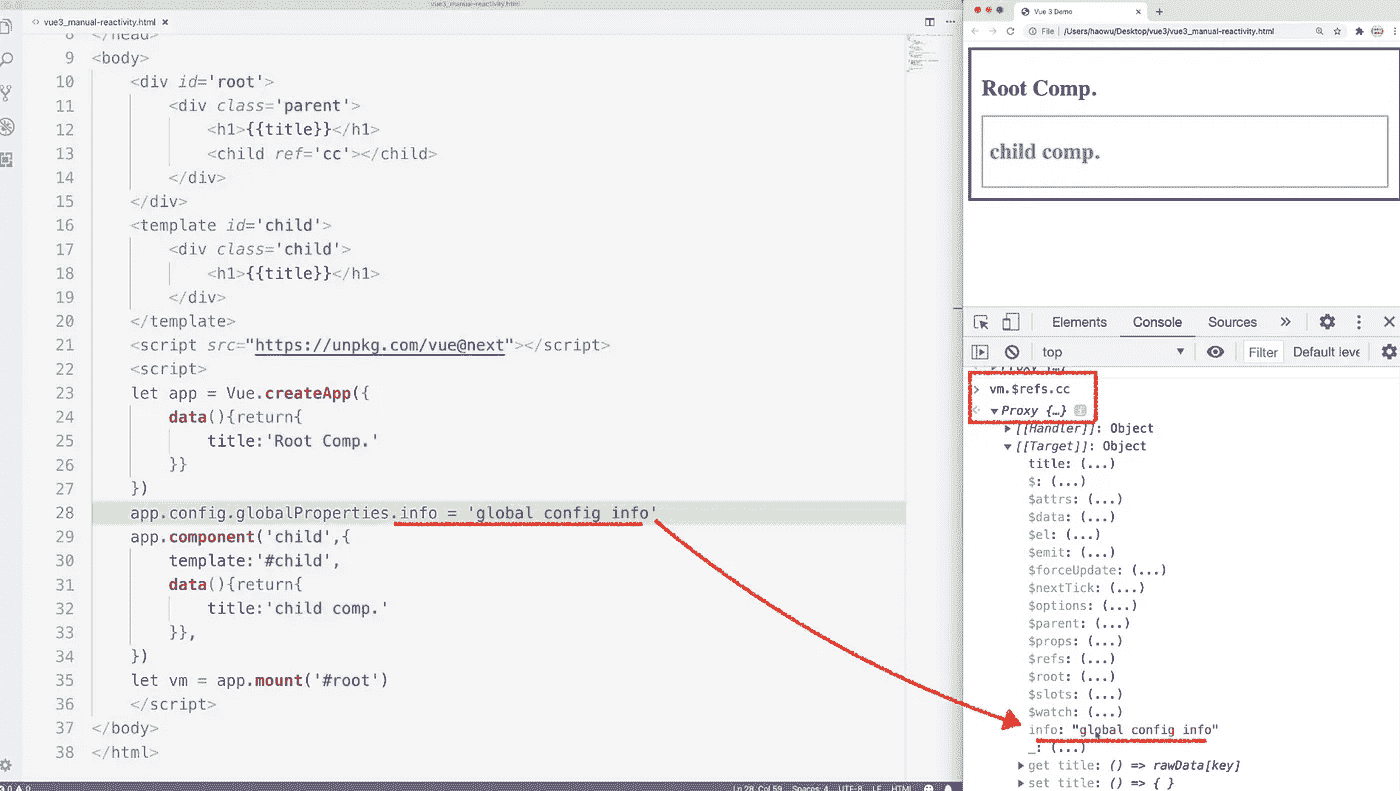 vue3_manual-reactivity.html
vue3_manual-reactivity.html
8 </head>
9 <body>
10 <div id='root'>
11 <div class='parent'>
12 <h1>{{title}}</h1>
13 <child ref='cc'></child>
14 </div>
15 </div>
16 <template id='child'>
17 <div class='child'>
18 <h1>{{title}}</h1>
19 </div>
20 </template>
21 <script src="https://unpkg.com/vue@next"></script>
22 <script>
23 let app = Vue.createApp({
24 data(){return{
25 title:'Root Comp.'
26 }}
27 })
28 app.config.globalProperties.info = 'global config info'
29 app.component('child',{
30 template:'#child',
31 data(){return{
32 title:'child comp.'
33 }},
34 })
35 let vm = app.mount('#root')
36 </script>
37 </body>
38 </html>
0 0
Ln 28, Col 59 Spaces: 4 UTF-8 LF HTML
Vue 3 Demo
File /Users/haowu/Desktop/vue3/vue3_manual-reactivity.html
Root Comp.
child comp.
Elements Console Sources
top Filter Default leve
vm.$refs.cc
Proxy {…}
[[Handler]]: Object
[[Target]]: Object
title: (...)
$: (...)
$attrs: (...)
$data: (...)
$el: (...)
$emit: (...)
$forceUpdate: (...)
$nextTick: (...)
$options: (...)
$parent: (...)
$props: (...)
$refs: (...)
$root: (...)
$slots: (...)
$watch: (...)
info: "global config info"
_: (...)
get title: () => rawData[key]
set title: () => { }